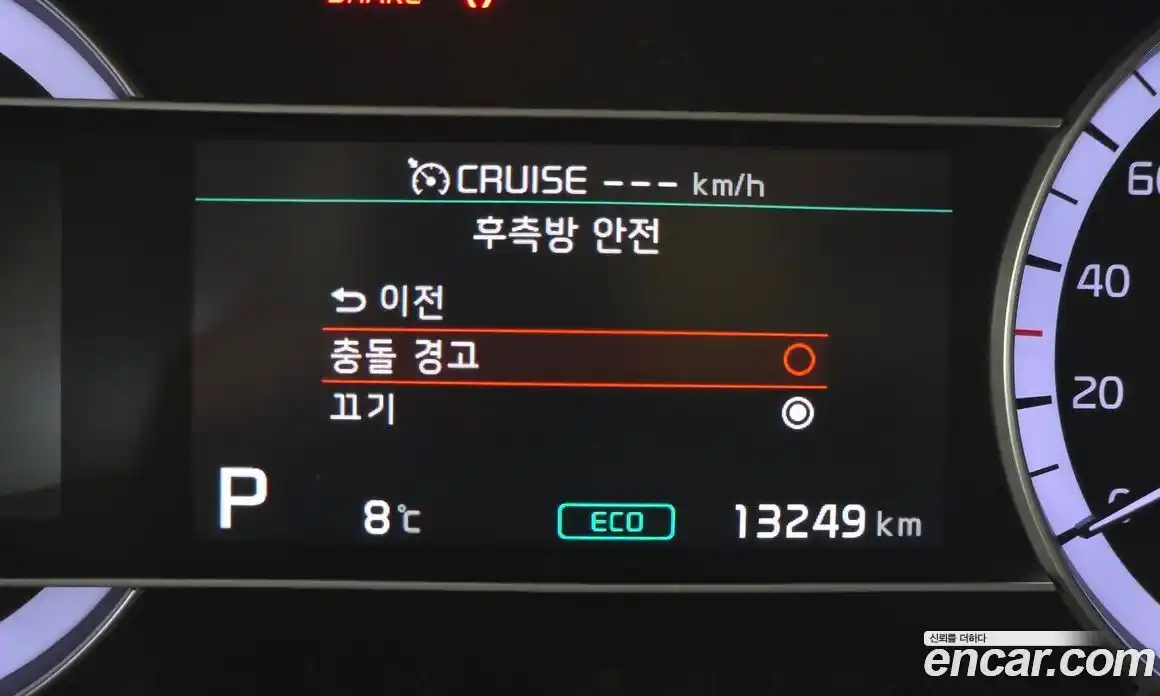 CRUISE --- km/h
후측방 안전
이전
충돌 경고
끄기
P
8℃
ECO
13249 km
60
40
20
0
신뢰를 더하다
encar.com